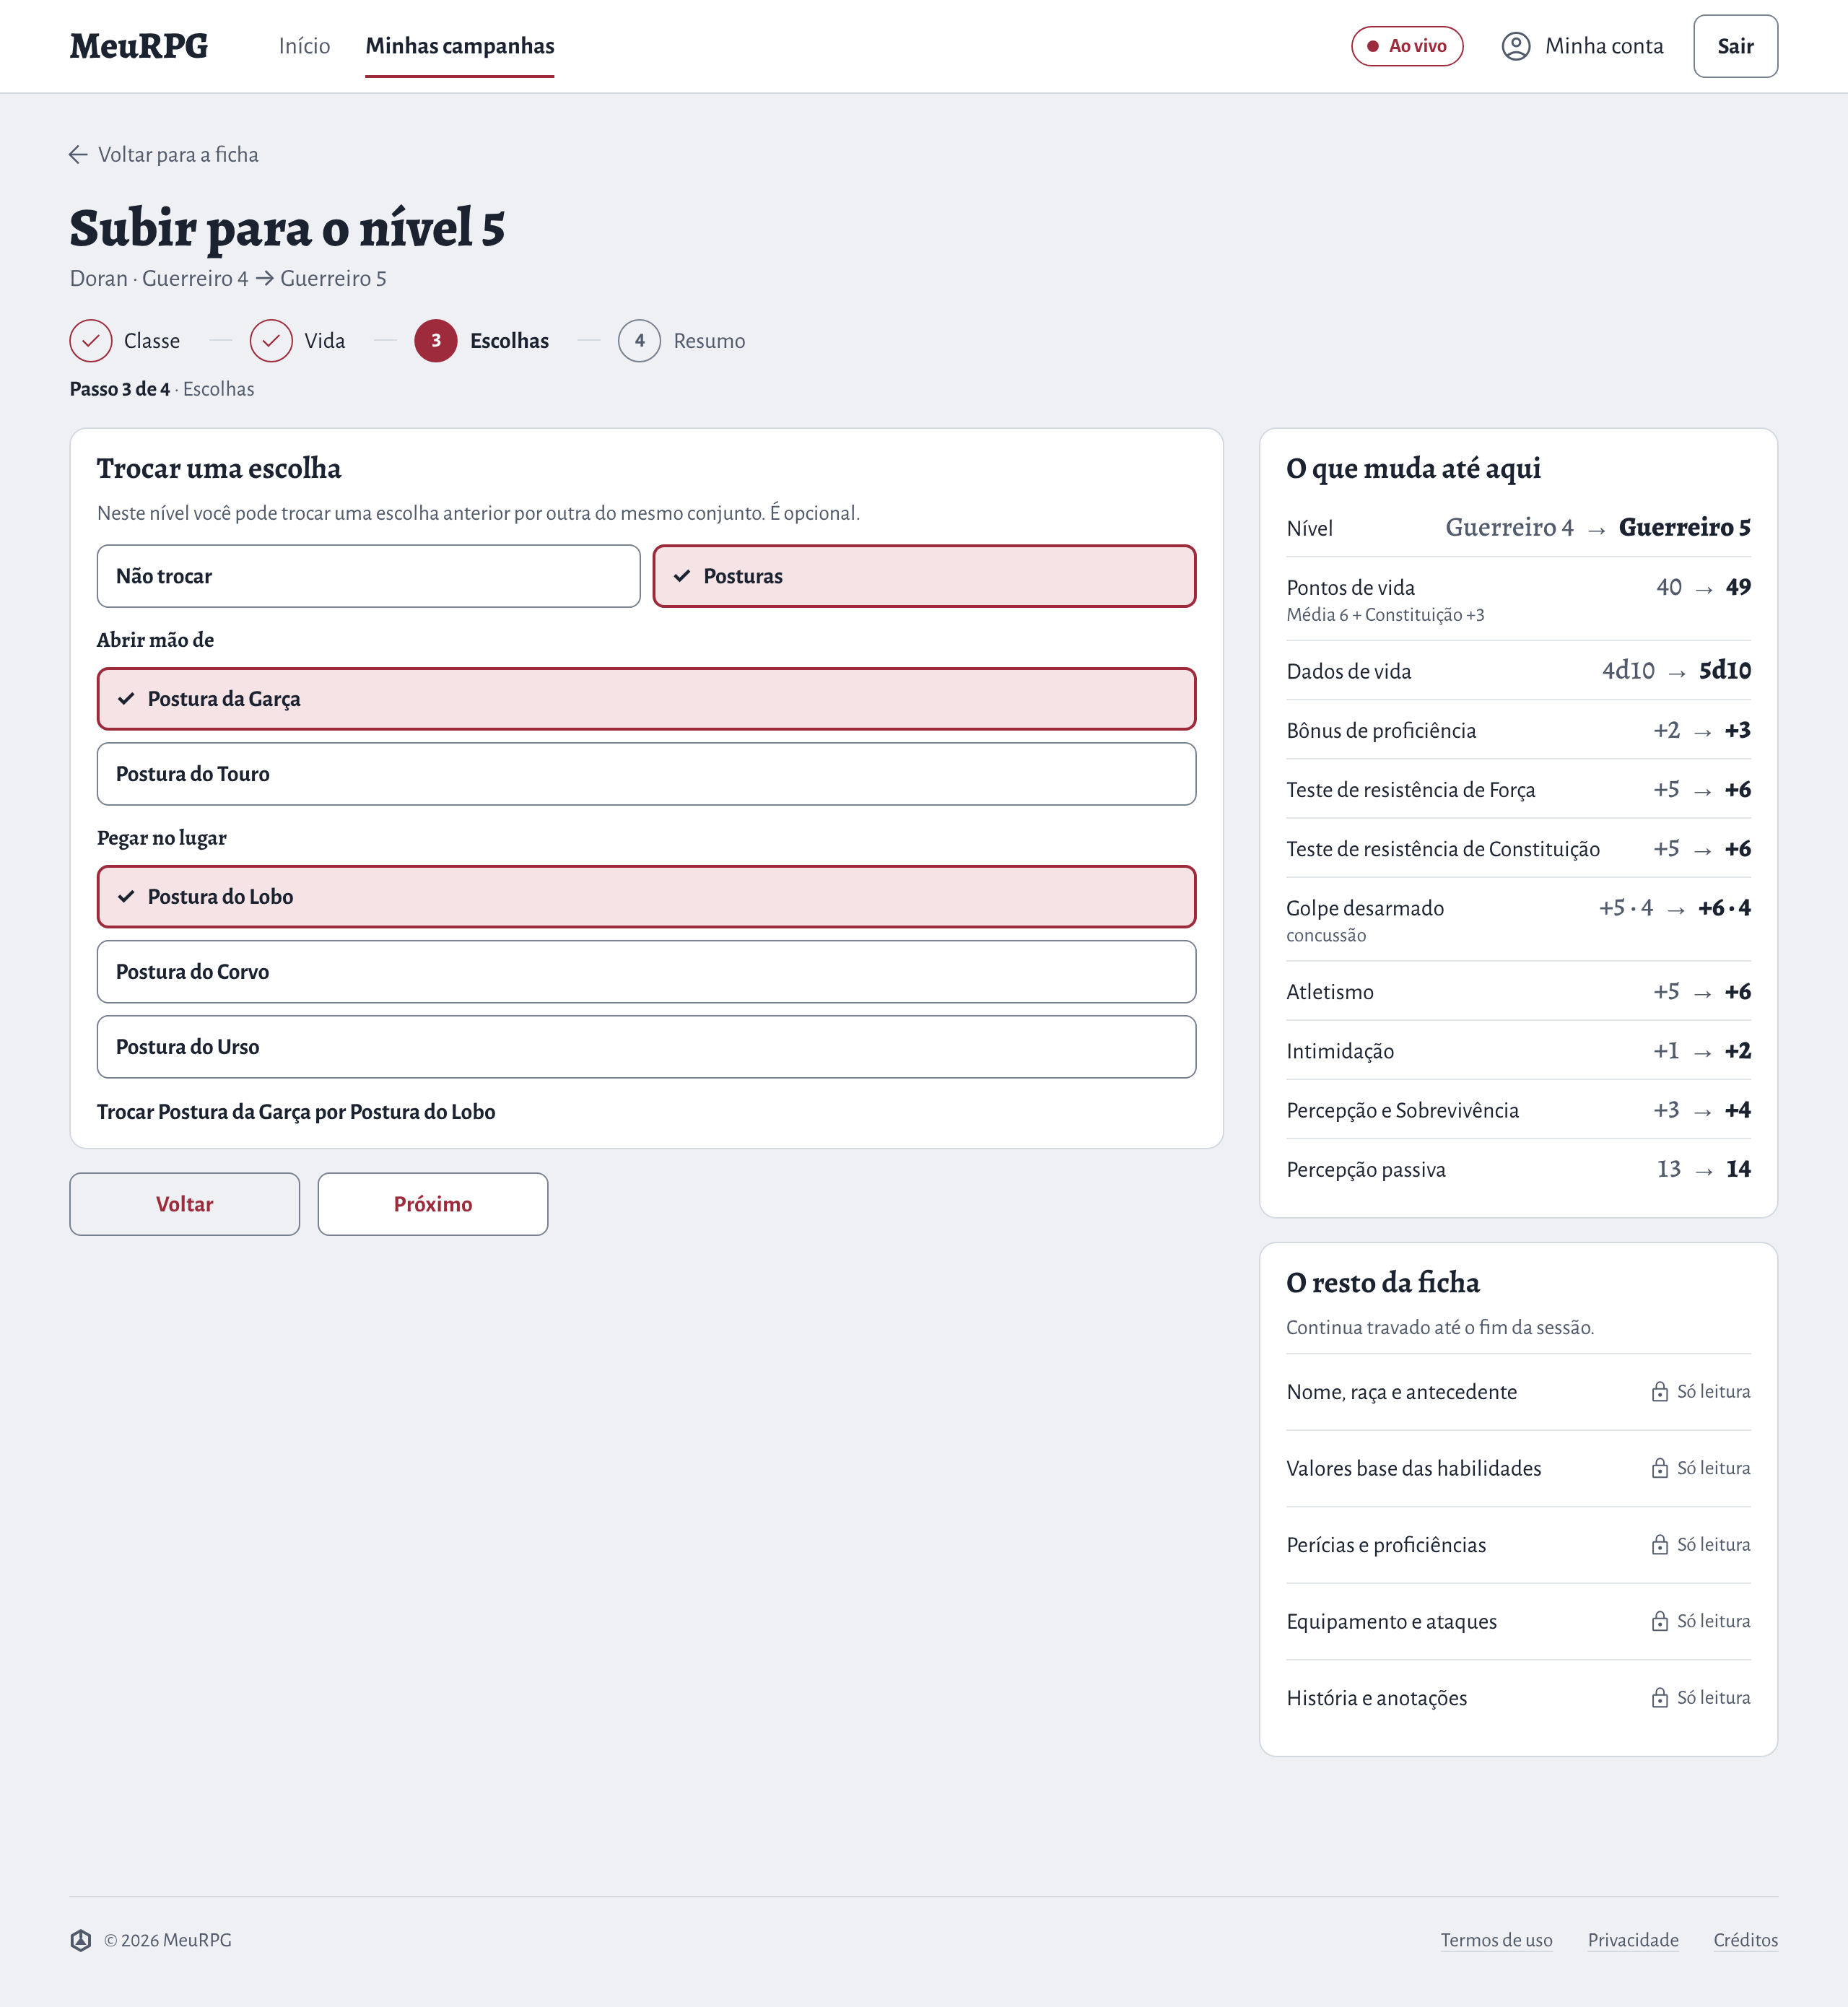 MeuRPG
Início
Minhas campanhas
Ao vivo
Minha conta
Sair
Voltar para a ficha
Subir para o nível 5
Doran · Guerreiro 4 → Guerreiro 5
Classe
Vida
3 Escolhas
4 Resumo
Passo 3 de 4 · Escolhas
Trocar uma escolha
Neste nível você pode trocar uma escolha anterior por outra do mesmo conjunto. É opcional.
Não trocar
Posturas
Abrir mão de
Postura da Garça
Postura do Touro
Pegar no lugar
Postura do Lobo
Postura do Corvo
Postura do Urso
Trocar Postura da Garça por Postura do Lobo
Voltar
Próximo
O que muda até aqui
Nível Guerreiro 4 → Guerreiro 5
Pontos de vida 40 → 49
Média 6 + Constituição +3
Dados de vida 4d10 → 5d10
Bônus de proficiência +2 → +3
Teste de resistência de Força +5 → +6
Teste de resistência de Constituição +5 → +6
Golpe desarmado +5 · 4 → +6 · 4
concussão
Atletismo +5 → +6
Intimidação +1 → +2
Percepção e Sobrevivência +3 → +4
Percepção passiva 13 → 14
O resto da ficha
Continua travado até o fim da sessão.
Nome, raça e antecedente Só leitura
Valores base das habilidades Só leitura
Perícias e proficiências Só leitura
Equipamento e ataques Só leitura
História e anotações Só leitura
© 2026 MeuRPG
Termos de uso
Privacidade
Créditos